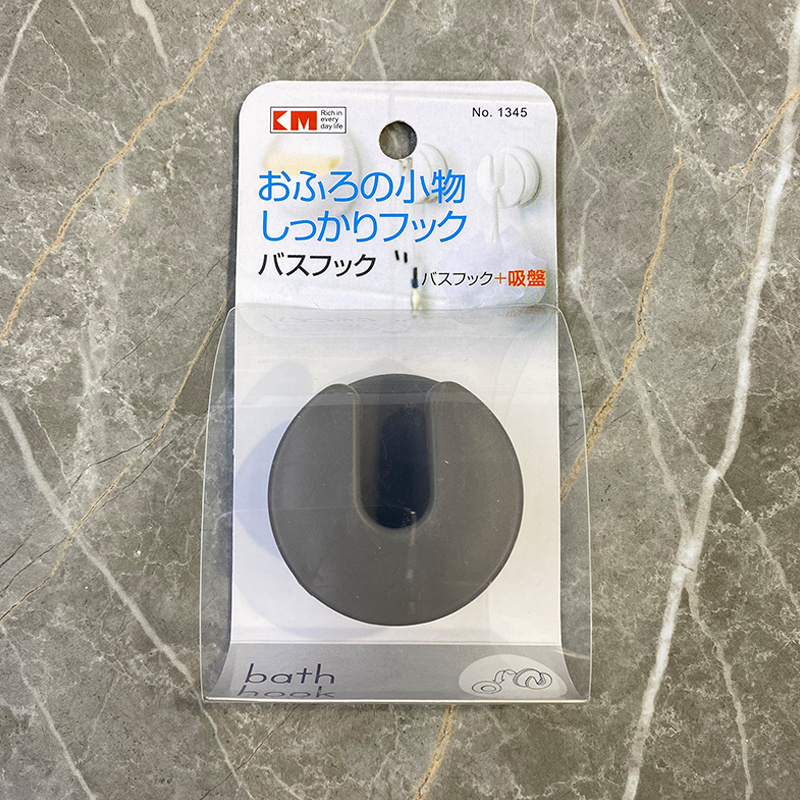 KM
Rich in
every
day life
No. 1345
おふろの小物
しっかりフック
バスフック
バスフック+吸盤
bath
hook